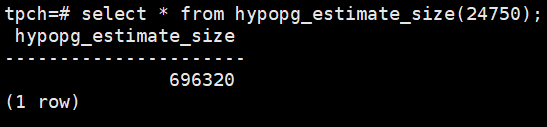 tpch=# select * from hypopg_estimate_size(24750);
 hypopg_estimate_size
----------------------
               696320
(1 row)